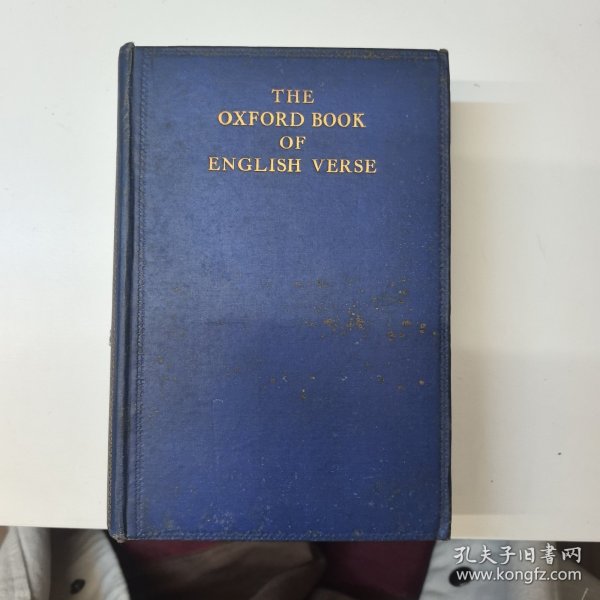 THE
OXFORD BOOK
OF
ENGLISH VERSE
孔夫子旧书网
www.kongfz.com